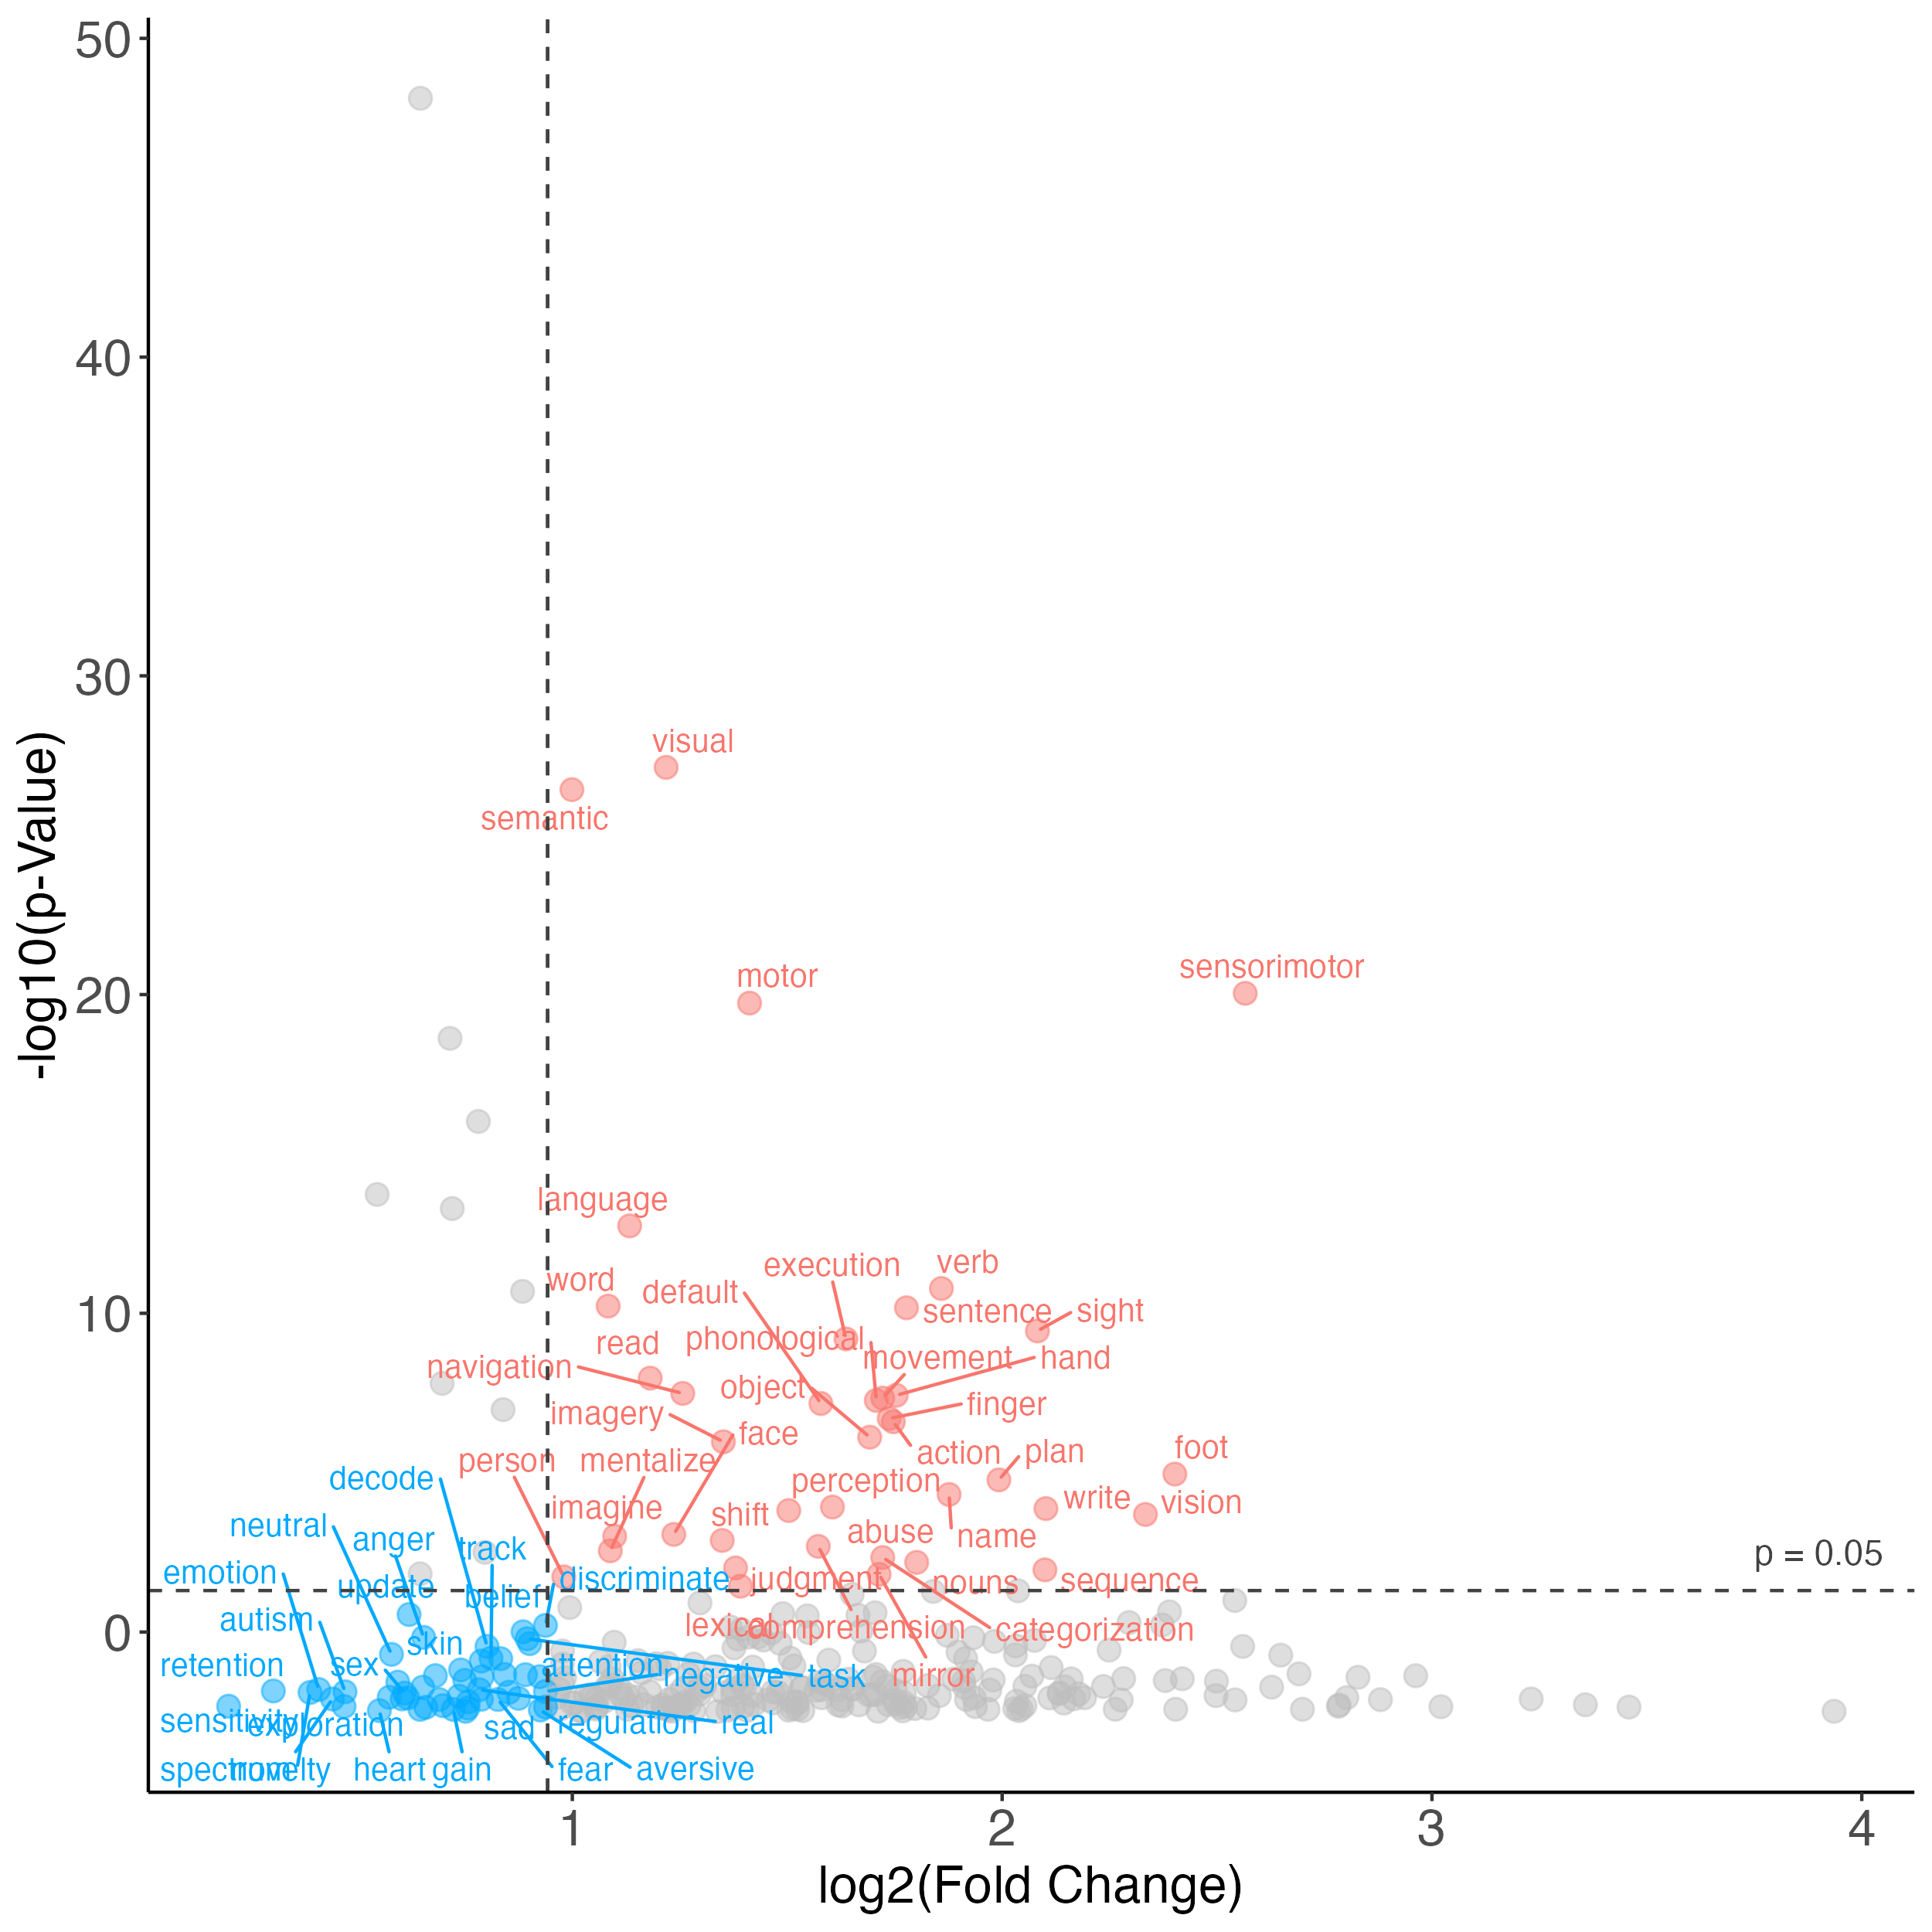 50
40
30
20
10
0
-log10(p-Value)
visual
semantic
motor
sensorimotor
language
execution
verb
word
default
sentence
sight
read
phonological
navigation
movement
hand
object
imagery
finger
face
person
mentalize
action
plan
foot
decode
perception
imagine
shift
write
vision
neutral
anger
track
abuse
name
p = 0.05
emotion
update
belief
discriminate
judgment
nouns
sequence
autism
skin
lexical
comprehension
categorization
retention
sex
attention
negative
task
mirror
sensitivity
exploration
sad
regulation
real
spectrum
novelty
heart
gain
fear
aversive
1
2
3
4
log2(Fold Change)